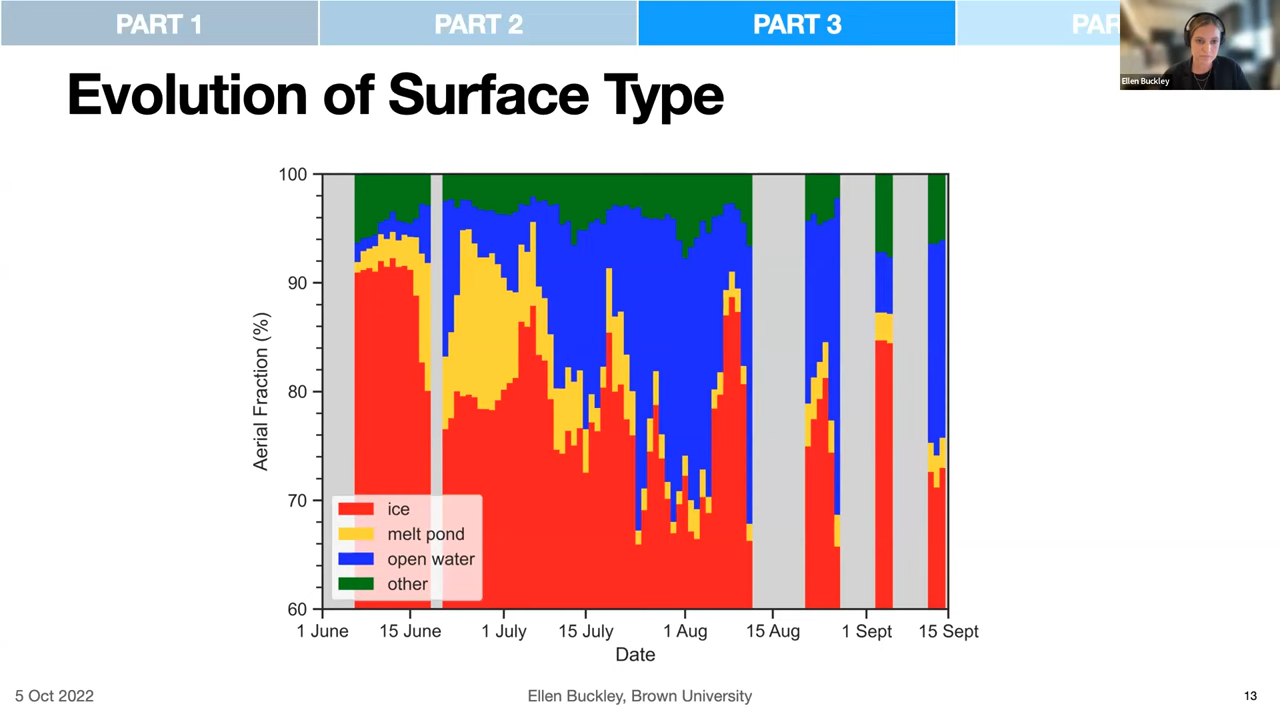 PART 1
PART 2
PART 3
PAR
Ellen Buckley
Evolution of Surface Type
100
90
80
70
60
Aerial Fraction (%)
ice
melt pond
open water
other
1 June
15 June
1 July
15 July
1 Aug
15 Aug
1 Sept
15 Sept
Date
5 Oct 2022
Ellen Buckley, Brown University
13